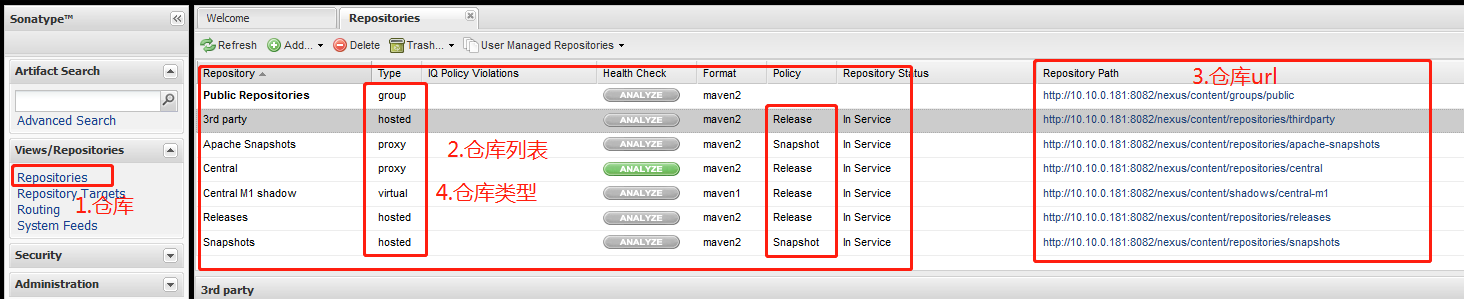 Sonatype™
Welcome
Repositories
Refresh Add... Delete Trash... User Managed Repositories
Artifact Search
Advanced Search
Views/Repositories
Repositories
Repository Targets
Routing
System Feeds
Security
Administration
1.仓库
Repository Type IQ Policy Violations Health Check Format Policy Repository Status Repository Path
Public Repositories group ANALYZE maven2 http://10.10.0.181:8082/nexus/content/groups/public
3rd party hosted ANALYZE maven2 Release In Service http://10.10.0.181:8082/nexus/content/repositories/thirdparty
Apache Snapshots proxy ANALYZE maven2 Snapshot In Service http://10.10.0.181:8082/nexus/content/repositories/apache-snapshots
Central proxy ANALYZE maven2 Release In Service http://10.10.0.181:8082/nexus/content/repositories/central
Central M1 shadow virtual ANALYZE maven1 Release In Service http://10.10.0.181:8082/nexus/content/shadows/central-m1
Releases hosted ANALYZE maven2 Release In Service http://10.10.0.181:8082/nexus/content/repositories/releases
Snapshots hosted ANALYZE maven2 Snapshot In Service http://10.10.0.181:8082/nexus/content/repositories/snapshots
2.仓库列表
3.仓库url
4.仓库类型
3rd party